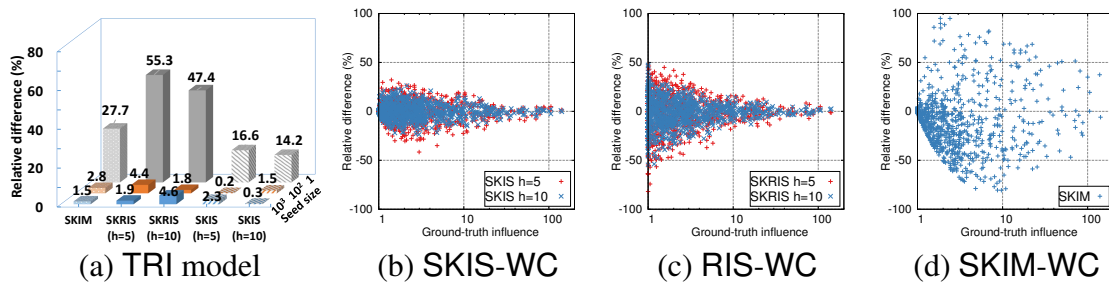 Relative difference (%)
80
60
40
20
0
27.7
55.3
47.4
16.6
14.2
2.8
4.4
1.8
0.2
1.5
1.5
1.9
4.6
2.3
0.3
SKIM
SKRIS
(h=5)
SKRIS
(h=10)
SKIS
(h=5)
SKIS
(h=10)
10³ 10² 1
Seed size
(a) TRI model
Relative difference (%)
100
50
0
-50
-100
1
10
100
SKIS h=5
SKIS h=10
Ground-truth influence
(b) SKIS-WC
Relative difference (%)
100
50
0
-50
-100
1
10
100
SKRIS h=5
SKRIS h=10
Ground-truth influence
(c) RIS-WC
Relative difference (%)
100
50
0
-50
-100
1
10
100
SKIM
Ground-truth influence
(d) SKIM-WC